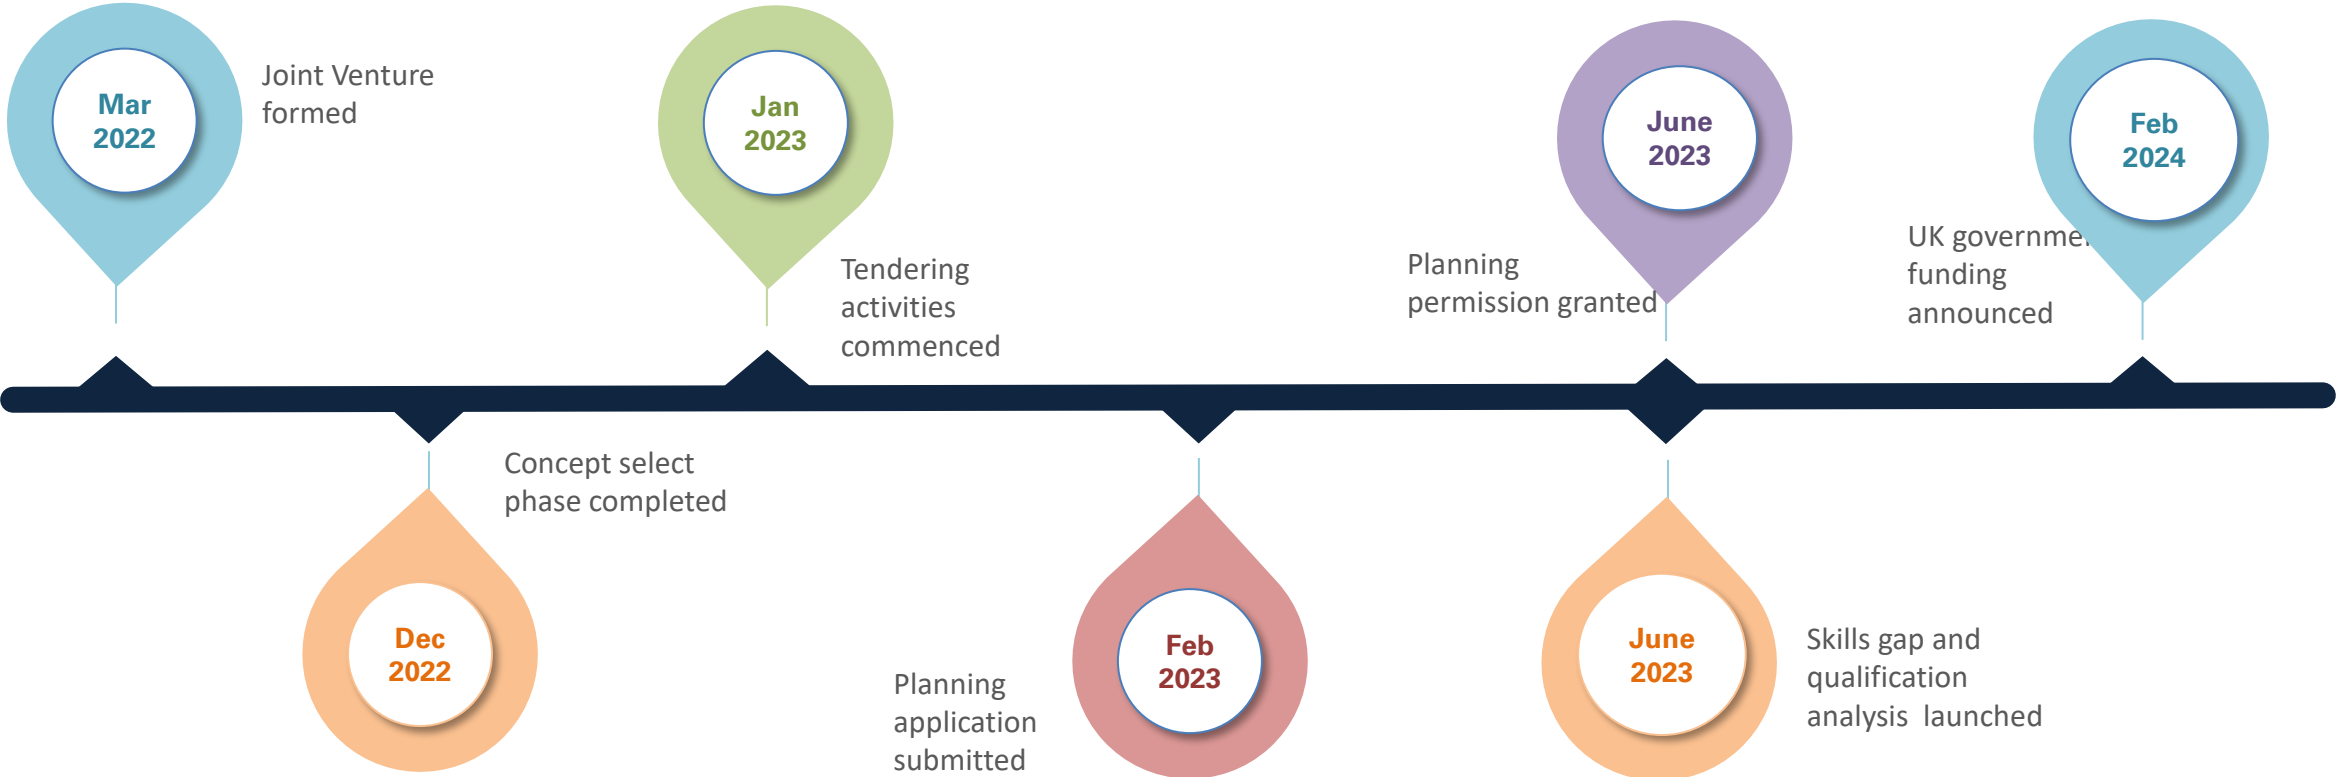 Mar
2022
Joint Venture
formed
Dec
2022
Concept select
phase completed
Jan
2023
Tendering
activities
commenced
Feb
2023
Planning
application
submitted
June
2023
Planning
permission granted
June
2023
Skills gap and
qualification
analysis  launched
Feb
2024
UK
funding
announced